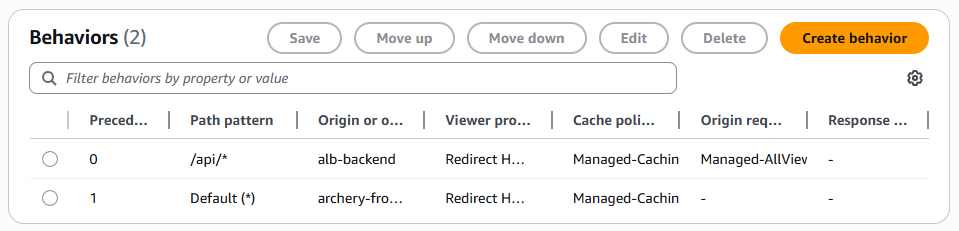 Behaviors (2) Save Move up Move down Edit Delete Create behavior
Filter behaviors by property or value
Preced... Path pattern Origin or o... Viewer pro... Cache poli... Origin req... Response ...
0 /api/* alb-backend Redirect H... Managed-Cachin Managed-AllView -
1 Default (*) archery-fro... Redirect H... Managed-Cachin - -